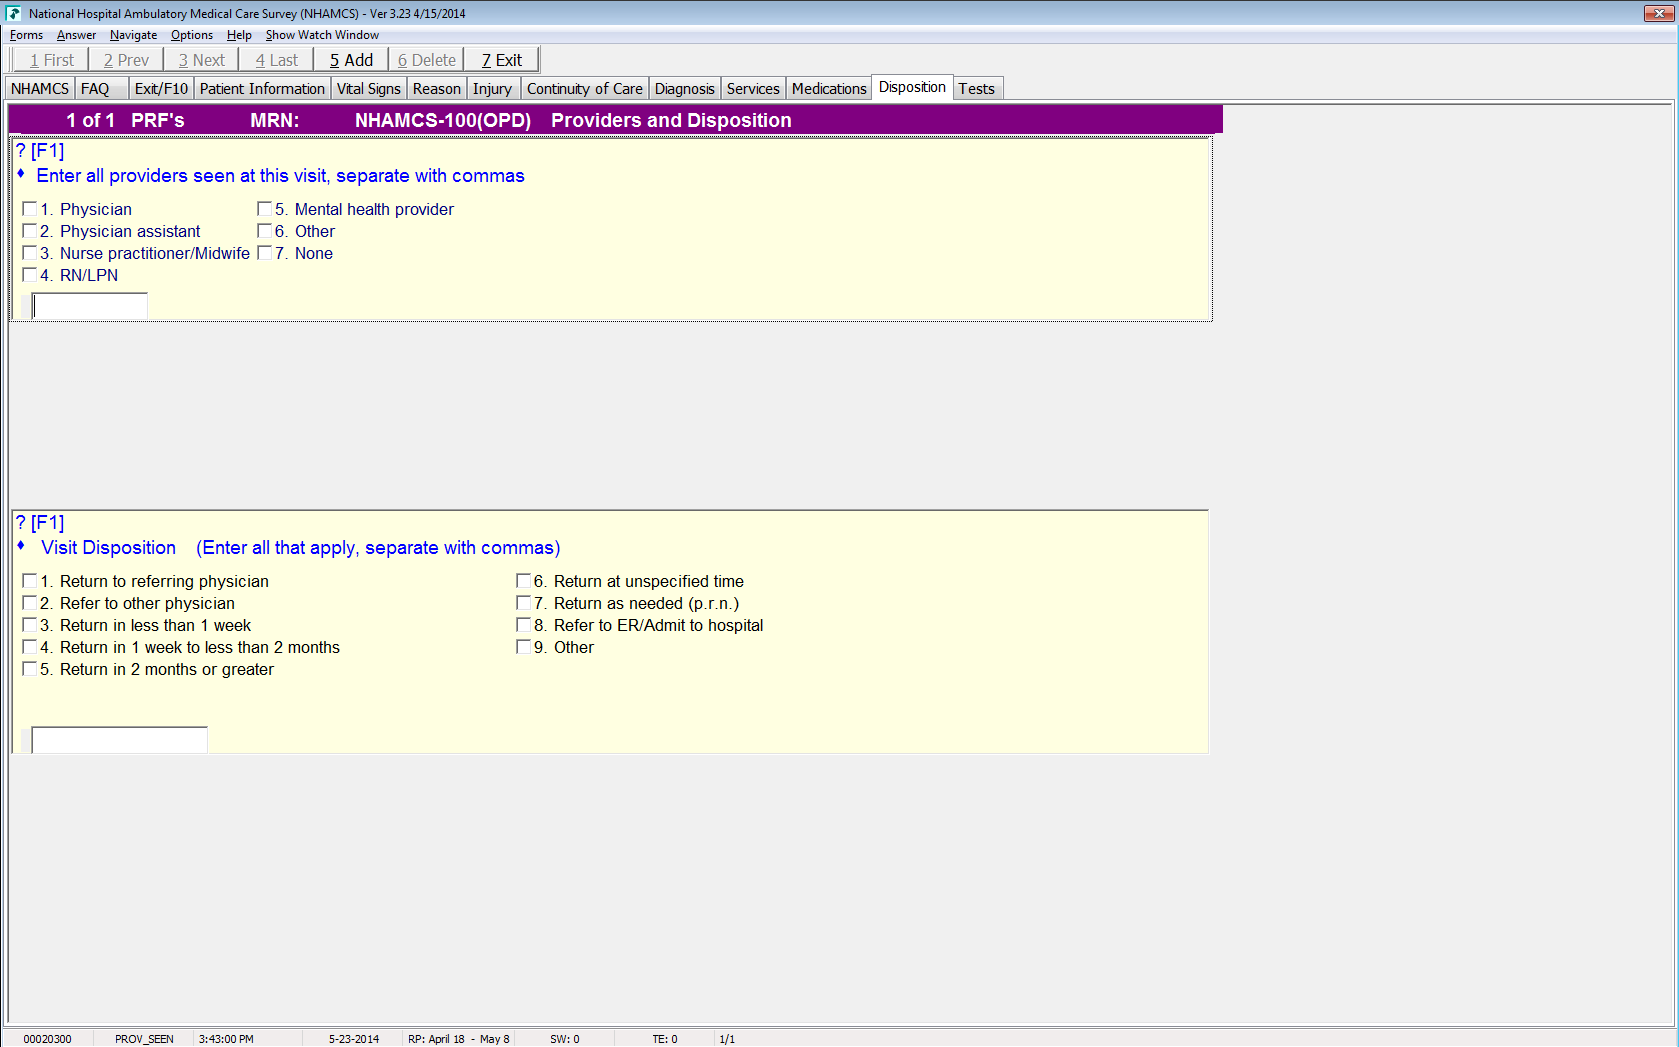 National Hospital Ambulatory Medical Care Survey (NHAMCS) - Ver 3.23 4/15/2014
Forms Answer Navigate Options Help Show Watch Window
1 First 2 Prev 3 Next 4 Last 5 Add 6 Delete 7 Exit
NHAMCS FAQ Exit/F10 Patient Information Vital Signs Reason Injury Continuity of Care Diagnosis Services Medications Disposition Tests
1 of 1 PRF's MRN: NHAMCS-100(OPD) Providers and Disposition
? [F1]
♦ Enter all providers seen at this visit, separate with commas
1. Physician 5. Mental health provider
2. Physician assistant 6. Other
3. Nurse practitioner/Midwife 7. None
4. RN/LPN
? [F1]
♦ Visit Disposition (Enter all that apply, separate with commas)
1. Return to referring physician 6. Return at unspecified time
2. Refer to other physician 7. Return as needed (p.r.n.)
3. Return in less than 1 week 8. Refer to ER/Admit to hospital
4. Return in 1 week to less than 2 months 9. Other
5. Return in 2 months or greater
00020300 PROV_SEEN 3:43:00 PM 5-23-2014 RP: April 18 - May 8 SW: 0 TE: 0 1/1